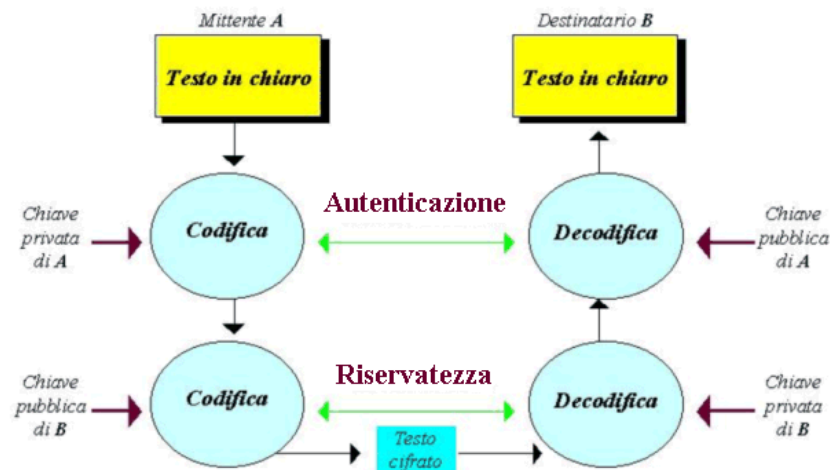 Mittente A
Destinatario B
Testo in chiaro
Testo in chiaro
Chiave
privata
di A
Codifica
Autenticazione
Decodifica
Chiave
pubblica
di A
Chiave
pubblica
di B
Codifica
Riservatezza
Decodifica
Chiave
privata
di B
Testo
cifrato